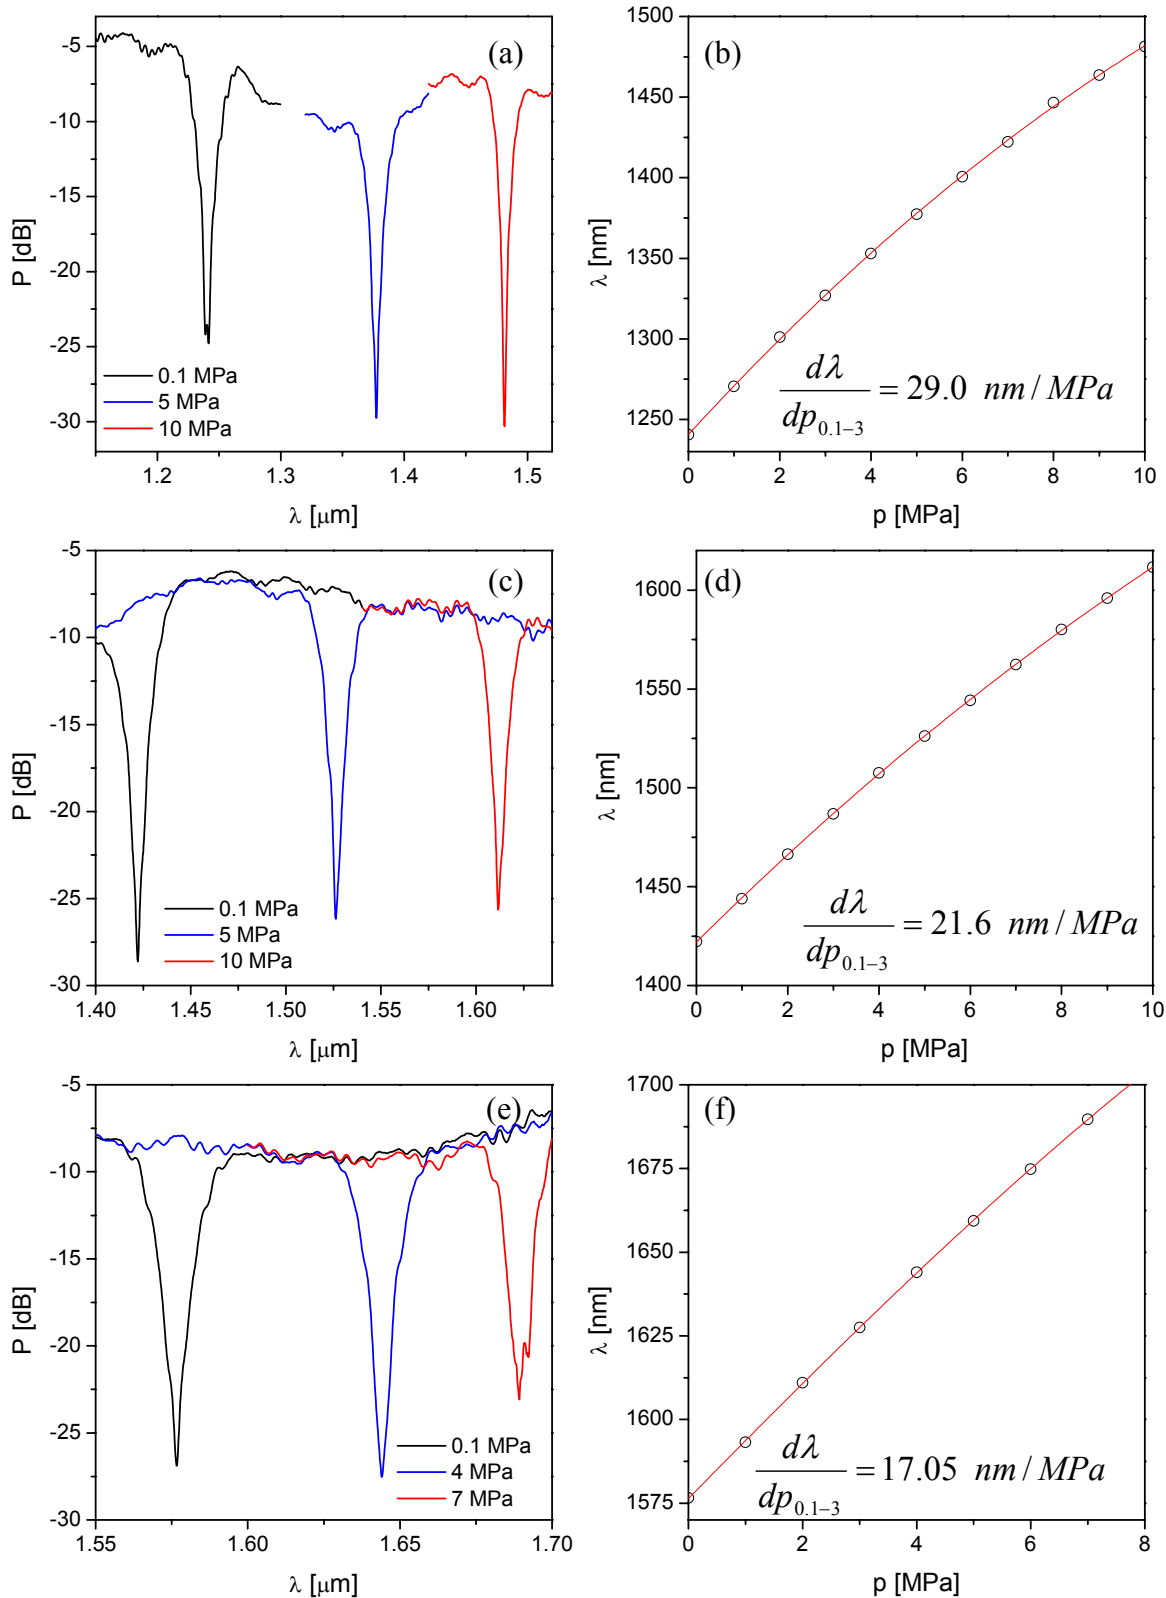 -5
-10
-15
-20
-25
-30
P [dB]
(a)
0.1 MPa
5 MPa
10 MPa
1.2 1.3 1.4 1.5
λ [μm]
1500
1450
1400
1350
1300
1250
λ [nm]
(b)
dλ/dp0.1–3 = 29.0 nm/MPa
0 2 4 6 8 10
p [MPa]
-5
-10
-15
-20
-25
-30
P [dB]
(c)
0.1 MPa
5 MPa
10 MPa
1.40 1.45 1.50 1.55 1.60
λ [μm]
1600
1550
1500
1450
1400
λ [nm]
(d)
dλ/dp0.1–3 = 21.6 nm/MPa
0 2 4 6 8 10
p [MPa]
-5
-10
-15
-20
-25
-30
P [dB]
(e)
0.1 MPa
4 MPa
7 MPa
1.55 1.60 1.65 1.70
λ [μm]
1700
1675
1650
1625
1600
1575
λ [nm]
(f)
dλ/dp0.1–3 = 17.05 nm/MPa
0 2 4 6 8
p [MPa]